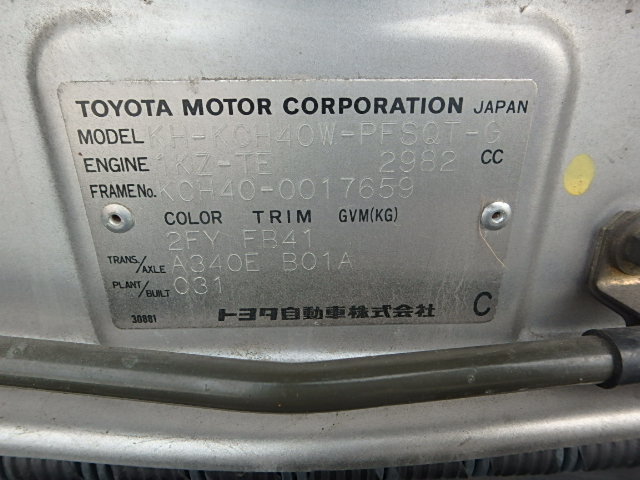 TOYOTA MOTOR CORPORATION JAPAN
MODEL KH-KCH40W-PFSQT-G
ENGINE 1KZ-TE 2982 CC
FRAME No. KCH40-0017659
COLOR TRIM GVM(KG)
2FY FB41
TRANS./AXLE A340E B01A
PLANT/BUILT 031
30881 トヨタ自動車株式会社 C